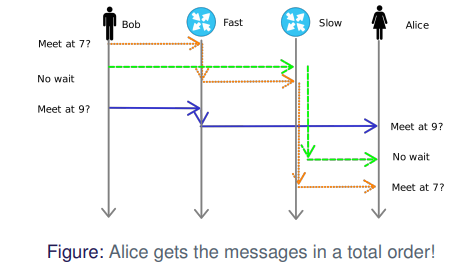 Bob
Fast
Slow
Alice
Meet at 7?
No wait
Meet at 9?
Meet at 9?
No wait
Meet at 7?
Figure: Alice gets the messages in a total order!